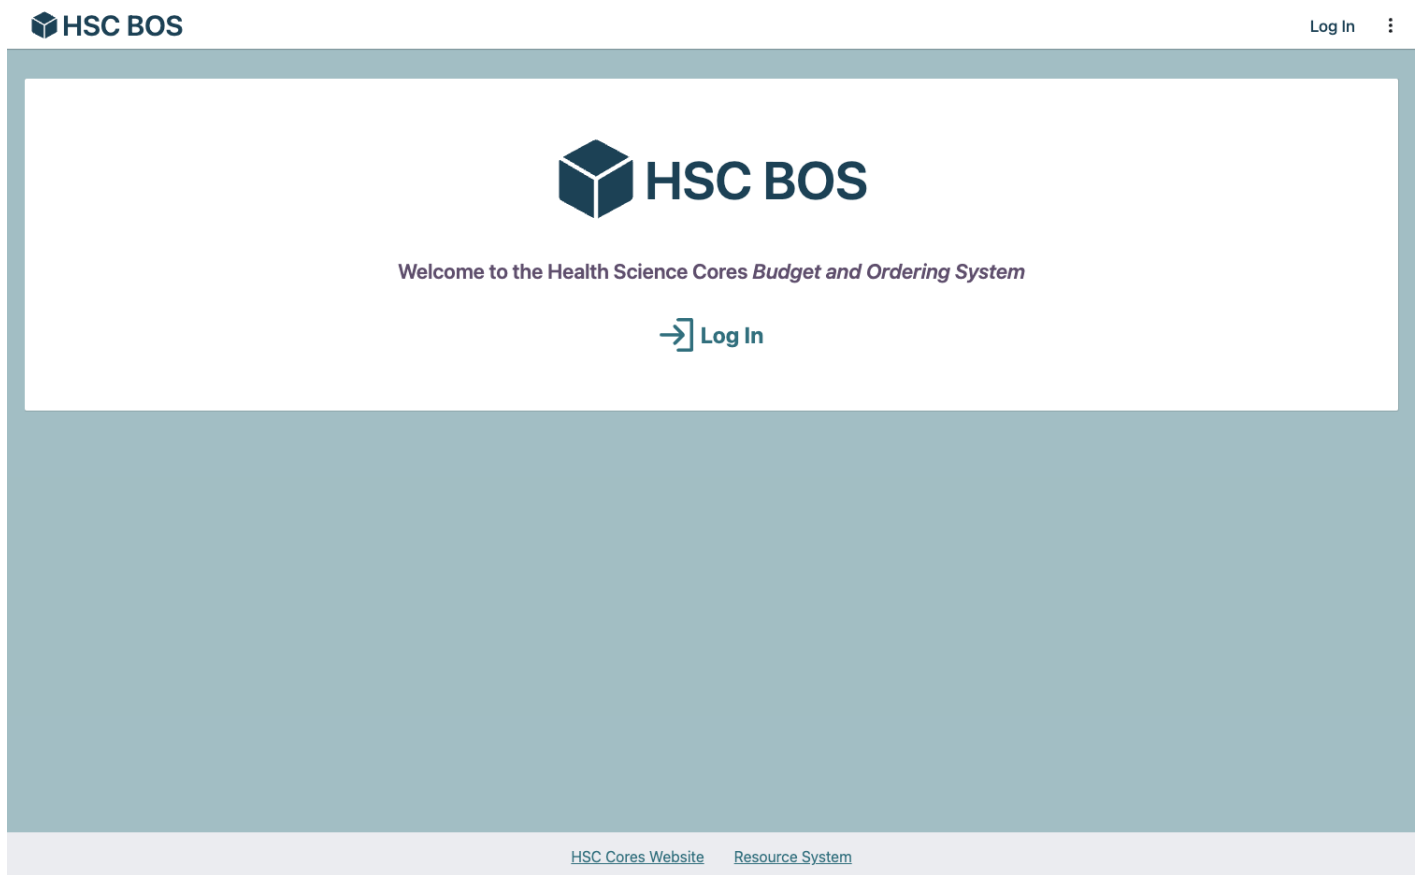 HSC BOS
Log In
HSC BOS
Welcome to the Health Science Cores Budget and Ordering System
Log In
HSC Cores Website
Resource System